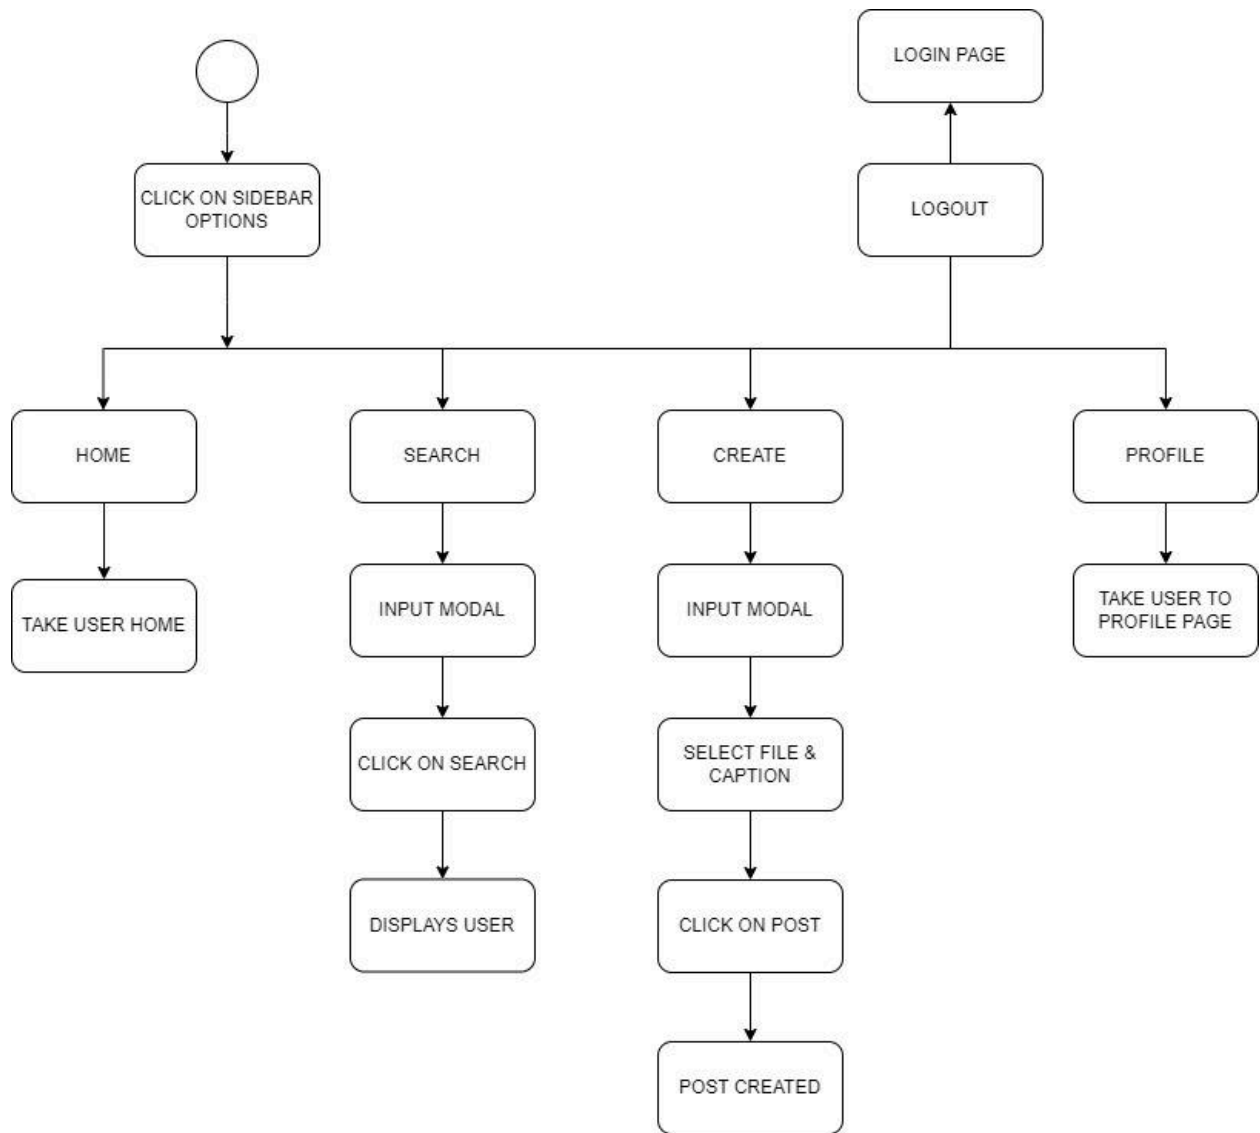 LOGIN PAGE
CLICK ON SIDEBAR
OPTIONS
LOGOUT
HOME
SEARCH
CREATE
PROFILE
TAKE USER HOME
INPUT MODAL
INPUT MODAL
TAKE USER TO
PROFILE PAGE
CLICK ON SEARCH
SELECT FILE &
CAPTION
DISPLAYS USER
CLICK ON POST
POST CREATED